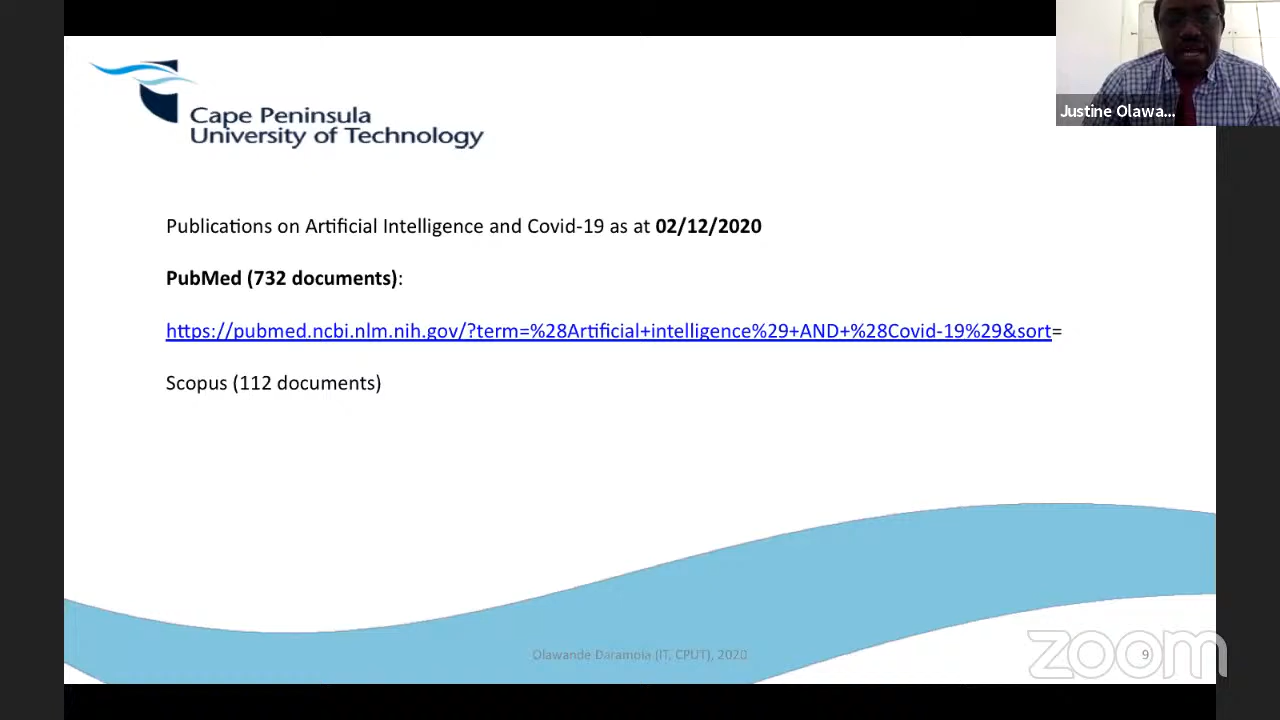 Cape Peninsula
University of Technology
Justine Olawa...
Publications on Artificial Intelligence and Covid-19 as at 02/12/2020
PubMed (732 documents):
https://pubmed.ncbi.nlm.nih.gov/?term=%28Artificial+intelligence%29+AND+%28Covid-19%29&sort=
Scopus (112 documents)
Olawande Daramola (IT, CPUT), 2020
9
zoom